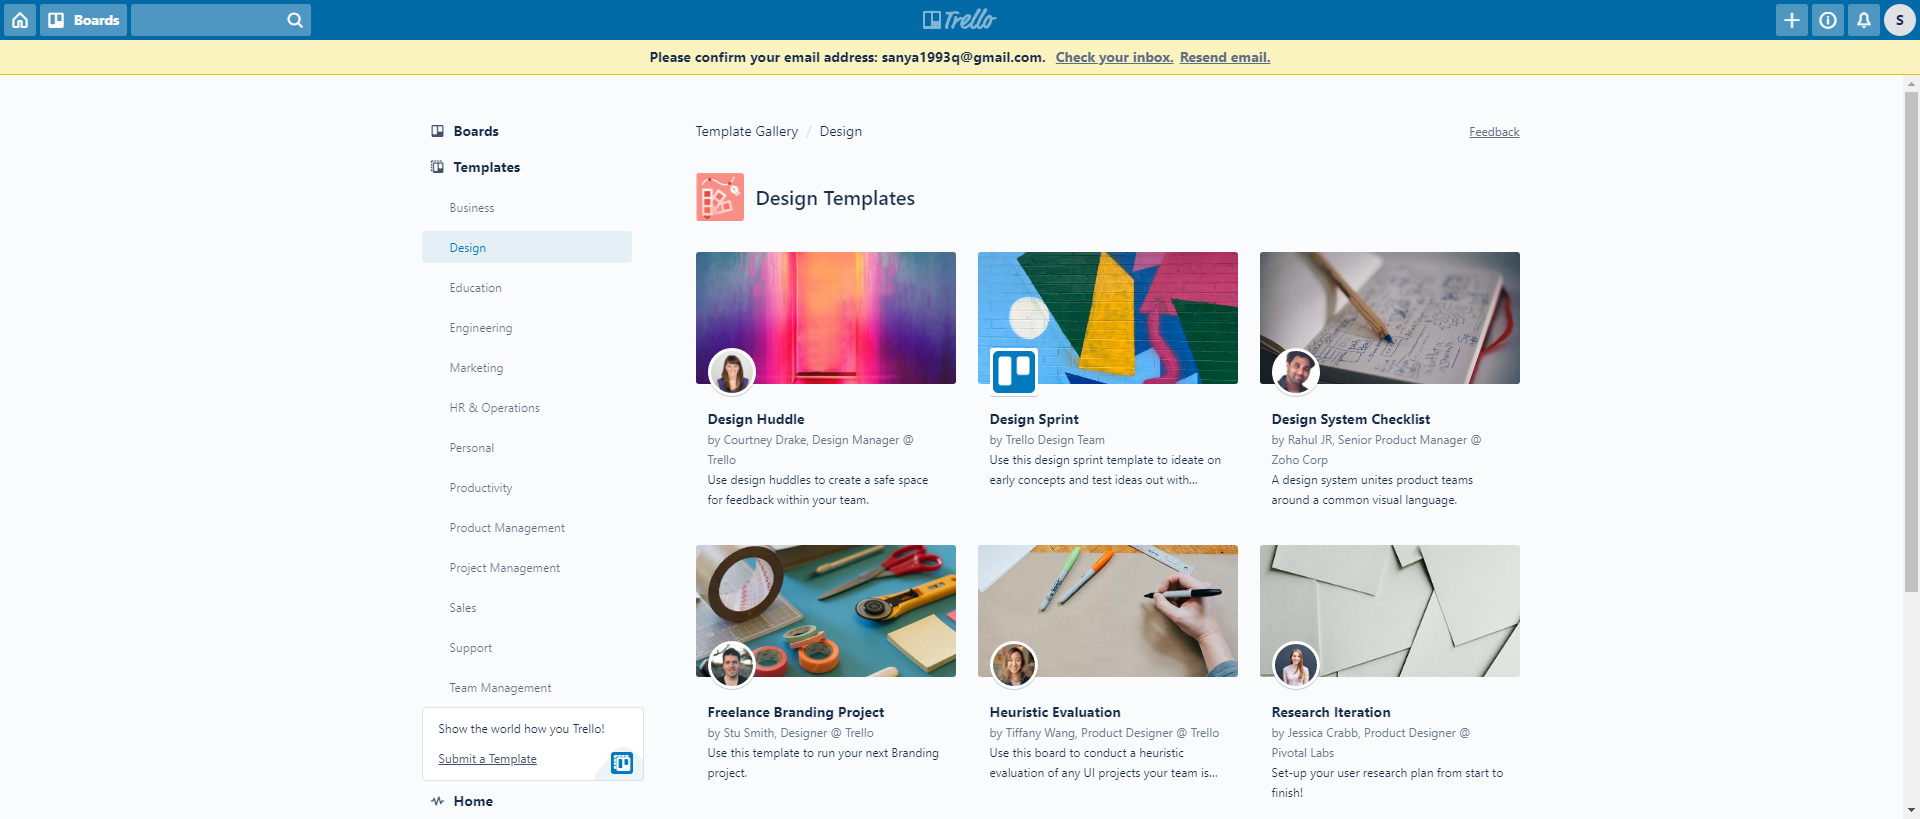 Boards
Trello
S
Please confirm your email address: sanya1993q@gmail.com. Check your inbox. Resend email.
Boards
Templates
Business
Design
Education
Engineering
Marketing
HR & Operations
Personal
Productivity
Product Management
Project Management
Sales
Support
Team Management
Show the world how you Trello!
Submit a Template
Home
Template Gallery / Design
Feedback
Design Templates
Design Huddle
by Courtney Drake, Design Manager @
Trello
Use design huddles to create a safe space
for feedback within your team.
Design Sprint
by Trello Design Team
Use this design sprint template to ideate on
early concepts and test ideas out with...
Design System Checklist
by Rahul JR, Senior Product Manager @
Zoho Corp
A design system unites product teams
around a common visual language.
Freelance Branding Project
by Stu Smith, Designer @ Trello
Use this template to run your next Branding
project.
Heuristic Evaluation
by Tiffany Wang, Product Designer @ Trello
Use this board to conduct a heuristic
evaluation of any UI projects your team is...
Research Iteration
by Jessica Crabb, Product Designer @
Pivotal Labs
Set-up your user research plan from start to
finish!